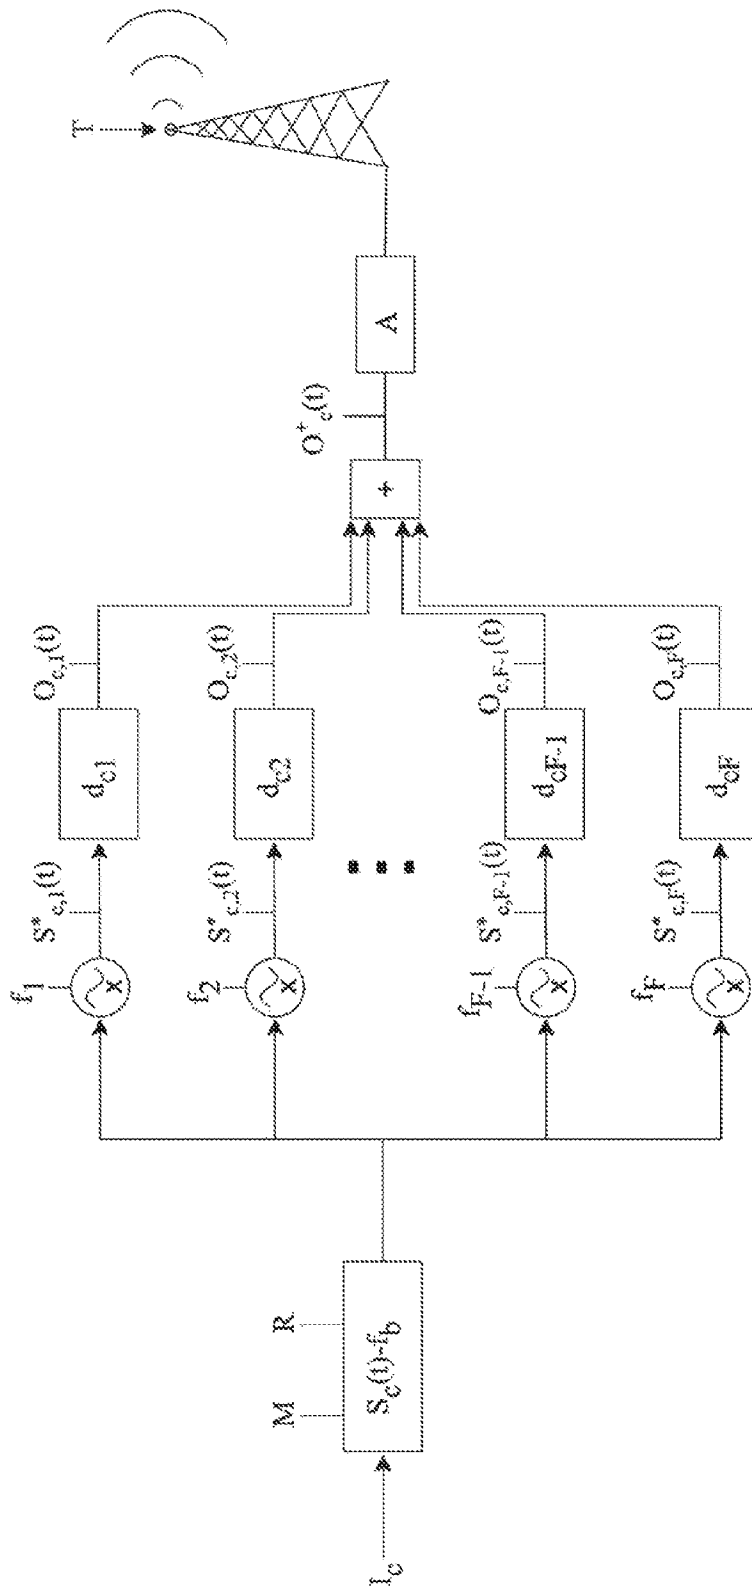 I_c
M
R
S_c(t)-f_b
f_1
S*_c,1(t)
d_c1
O_c,1(t)
f_2
S*_c,2(t)
d_c2
O_c,2(t)
f_F-1
S*_c,F-1(t)
d_cF-1
O_c,F-1(t)
f_F
S*_c,F(t)
d_cF
O_c,F(t)
+
O^+_c(t)
A
T